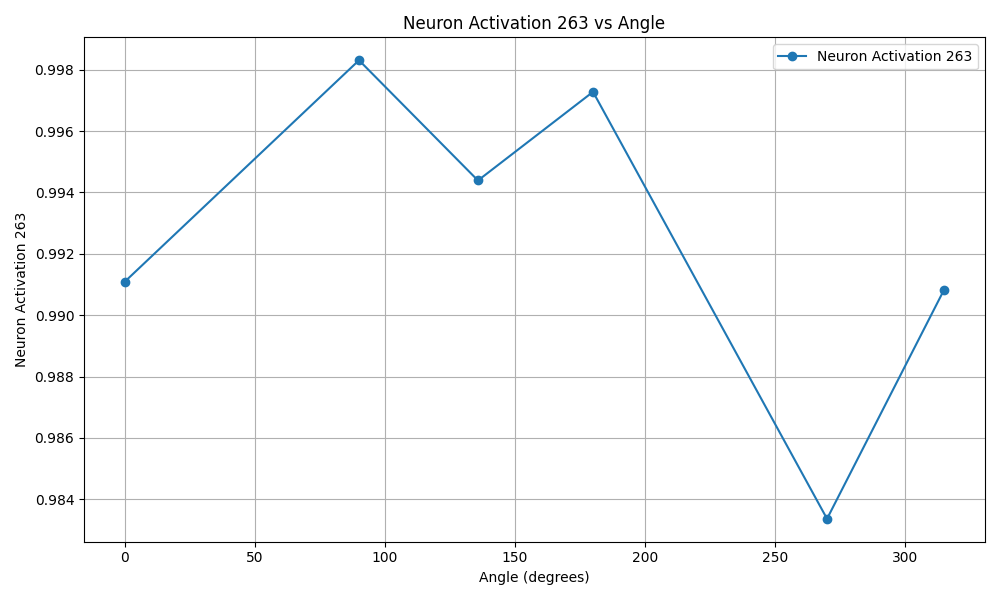 Neuron Activation 263 vs Angle
Neuron Activation 263
0.998
0.996
0.994
0.992
0.990
0.988
0.986
0.984
Neuron Activation 263
0 50 100 150 200 250 300
Angle (degrees)